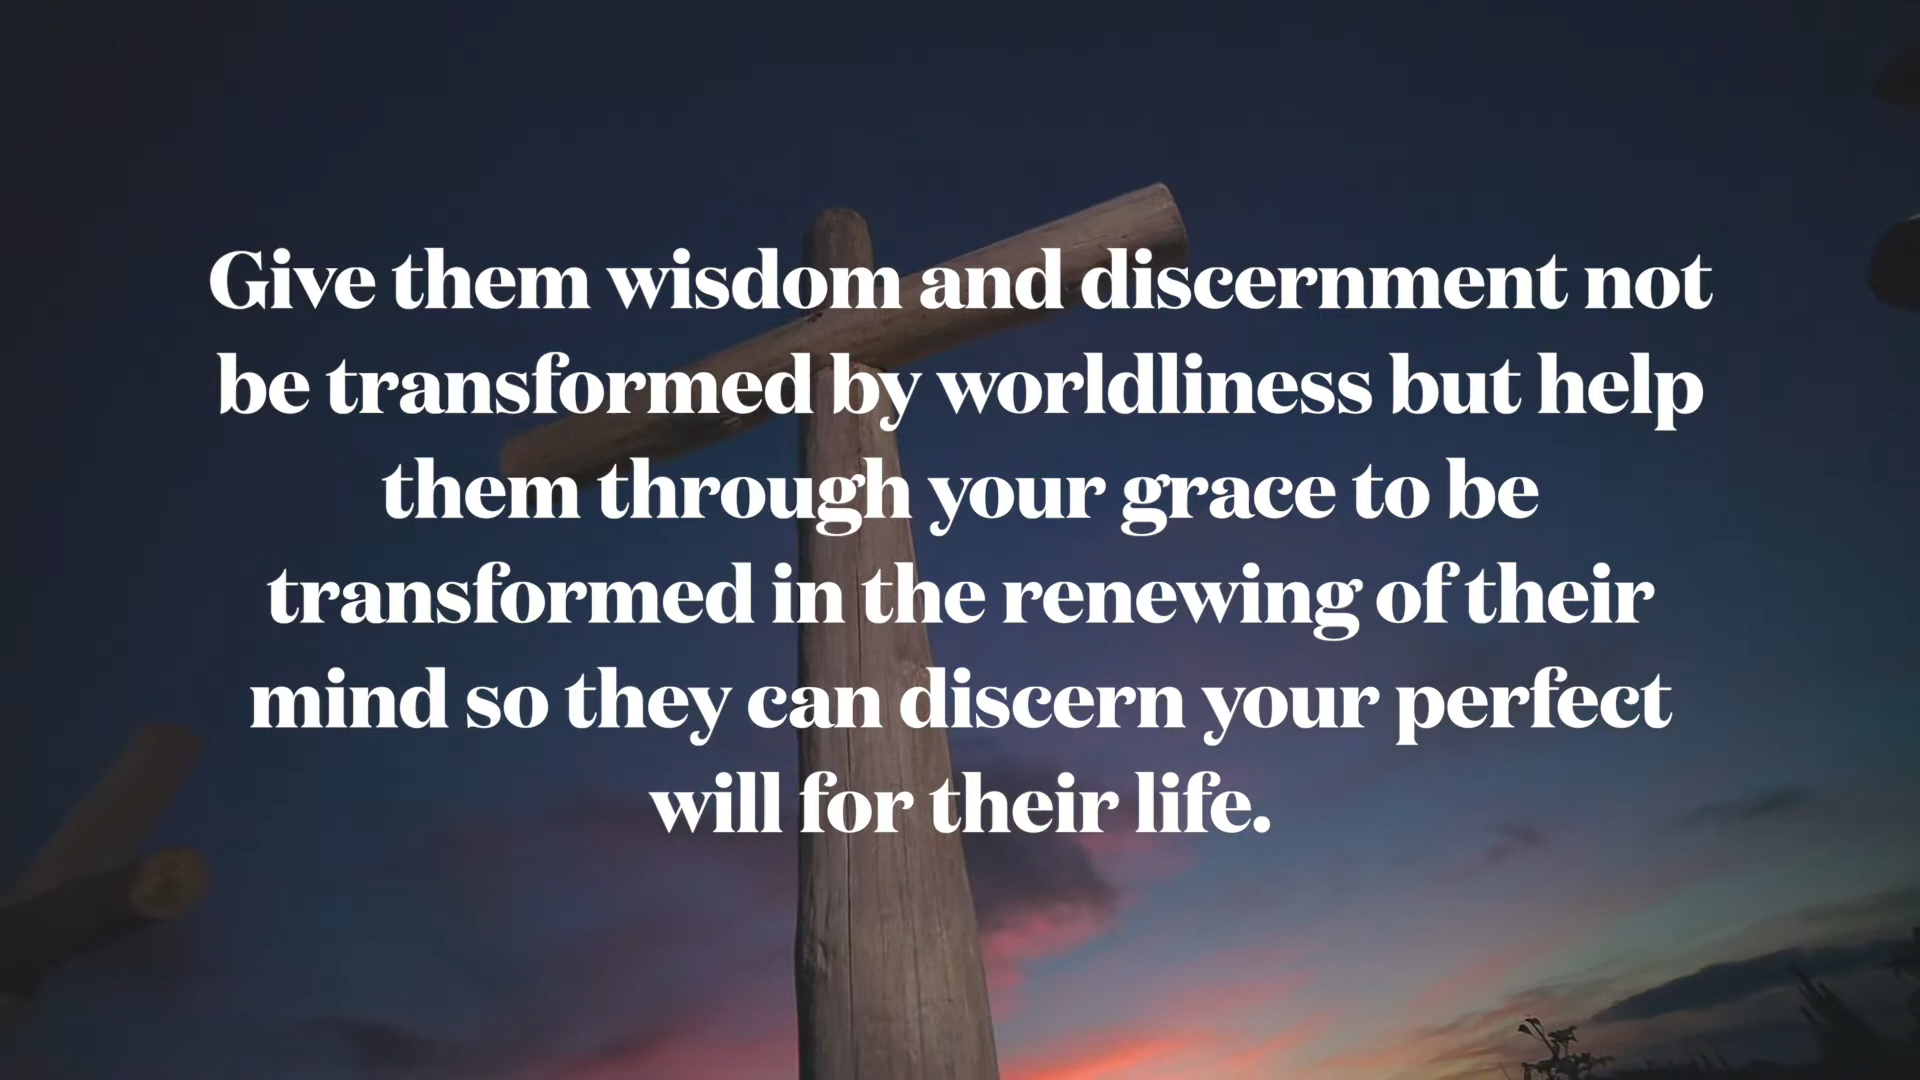 Give them wisdom and discernment not
be transformed by worldliness but help
them through your grace to be
transformed in the renewing of their
mind so they can discern your perfect
will for their life.